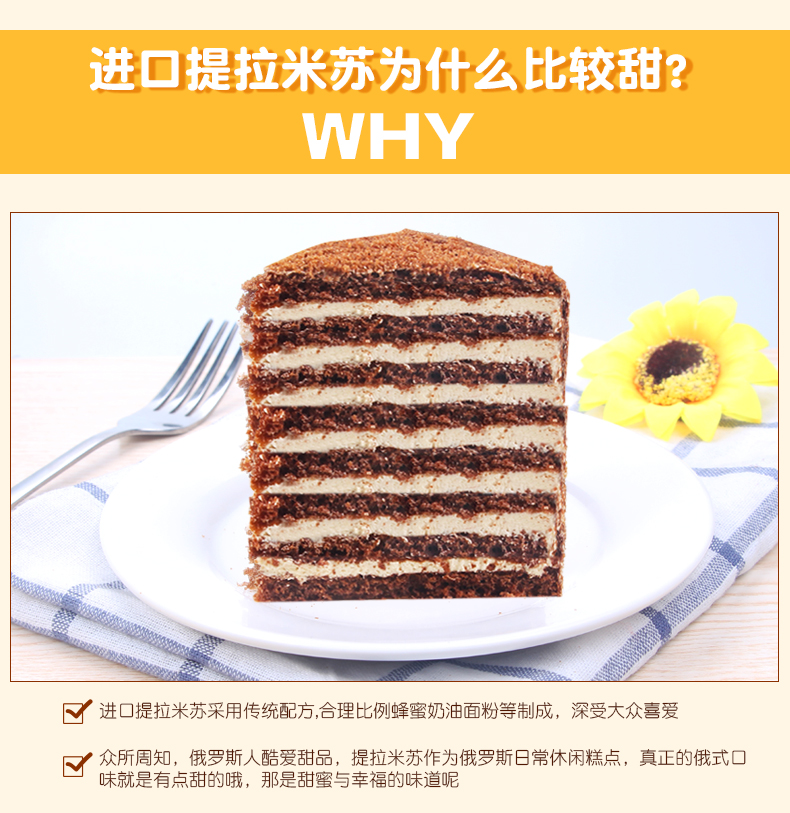 进口提拉米苏为什么比较甜?
WHY
进口提拉米苏采用传统配方,合理比例蜂蜜奶油面粉等制成，深受大众喜爱
众所周知，俄罗斯人酷爱甜品，提拉米苏作为俄罗斯日常休闲糕点，真正的俄式口
味就是有点甜的哦，那是甜蜜与幸福的味道呢